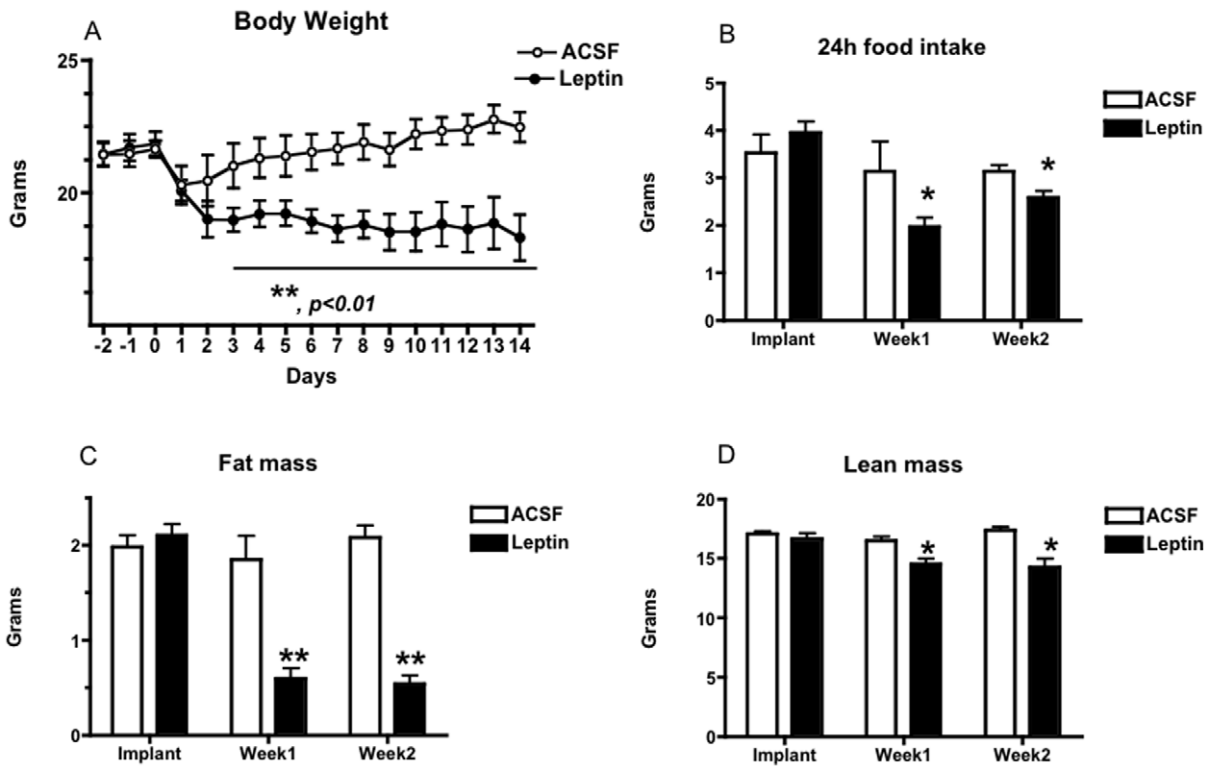 A
Body Weight
ACSF
Leptin
25
20
Grams
**, p<0.01
-2 -1 0 1 2 3 4 5 6 7 8 9 10 11 12 13 14
Days
B
24h food intake
ACSF
Leptin
5
4
3
2
1
0
Grams
*
*
Implant Week1 Week2
C
Fat mass
ACSF
Leptin
2
1
0
Grams
**
**
Implant Week1 Week2
D
Lean mass
ACSF
Leptin
20
15
10
5
0
Grams
*
*
Implant Week1 Week2